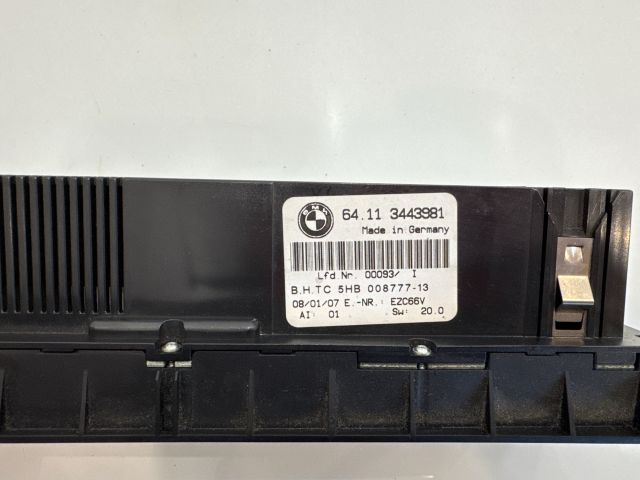 BMW
64.11 3443981
Made in Germany
Lfd.Nr. 00093/ I
B.H.TC 5HB 008777-13
08/01/07 E.-NR.: EZC66V
AI: 01 Sw: 20.0